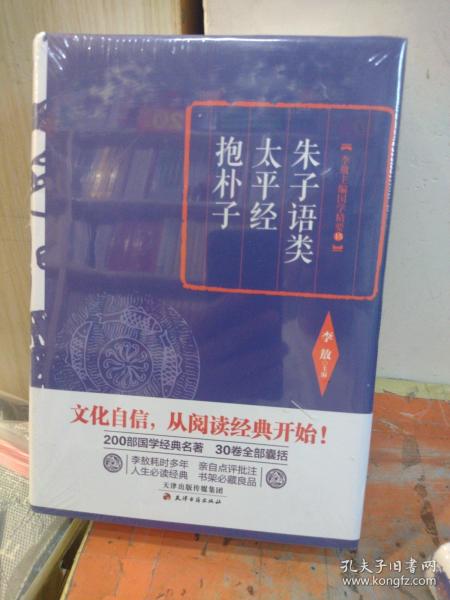 【李敖主编国学精要⑮】
朱子语类
太平经
抱朴子
李敖 主编
文化自信，从阅读经典开始！
200部国学经典名著 30卷全部囊括
李敖耗时多年 亲自点评批注
人生必读经典 书架必藏良品
天津出版传媒集团
天津古籍出版社
孔夫子旧书网
www.kongfz.com